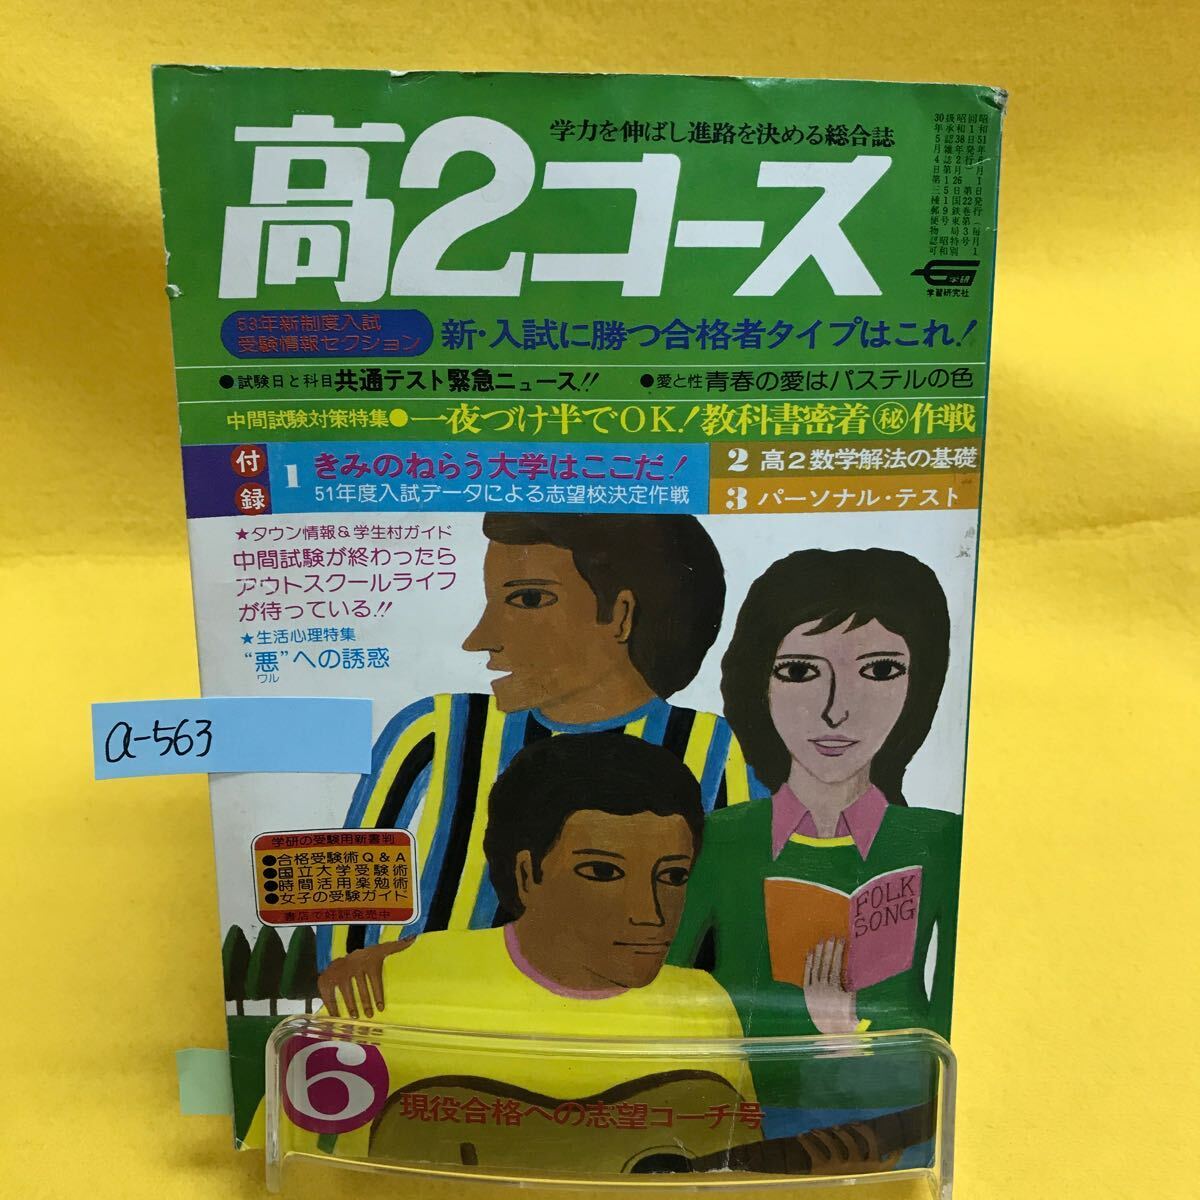 学力を伸ばし進路を決める総合誌
高2コース
学研
学習研究社
53年新制度入試
受験情報セクション
新・入試に勝つ合格者タイプはこれ!
●試験日と科目 共通テスト緊急ニュース!!
●愛と性 青春の愛はパステルの色
中間試験対策特集●一夜づけ半でOK!教科書密着㊙作戦
付録
1 きみのねらう大学はここだ!
51年度入試データによる志望校決定作戦
2 高2数学解法の基礎
3 パーソナル・テスト
★タウン情報&学生村ガイド
中間試験が終わったら
アウトスクールライフ
が待っている!!
★生活心理特集
“悪”への誘惑
ワル
a-563
学研の受験用新書判
●合格受験術Q&A
●国立大学受験術
●時間活用楽勉術
●女子の受験ガイド
書店で好評発売中
FOLK
SONG
6
現役合格への志望コーチ号